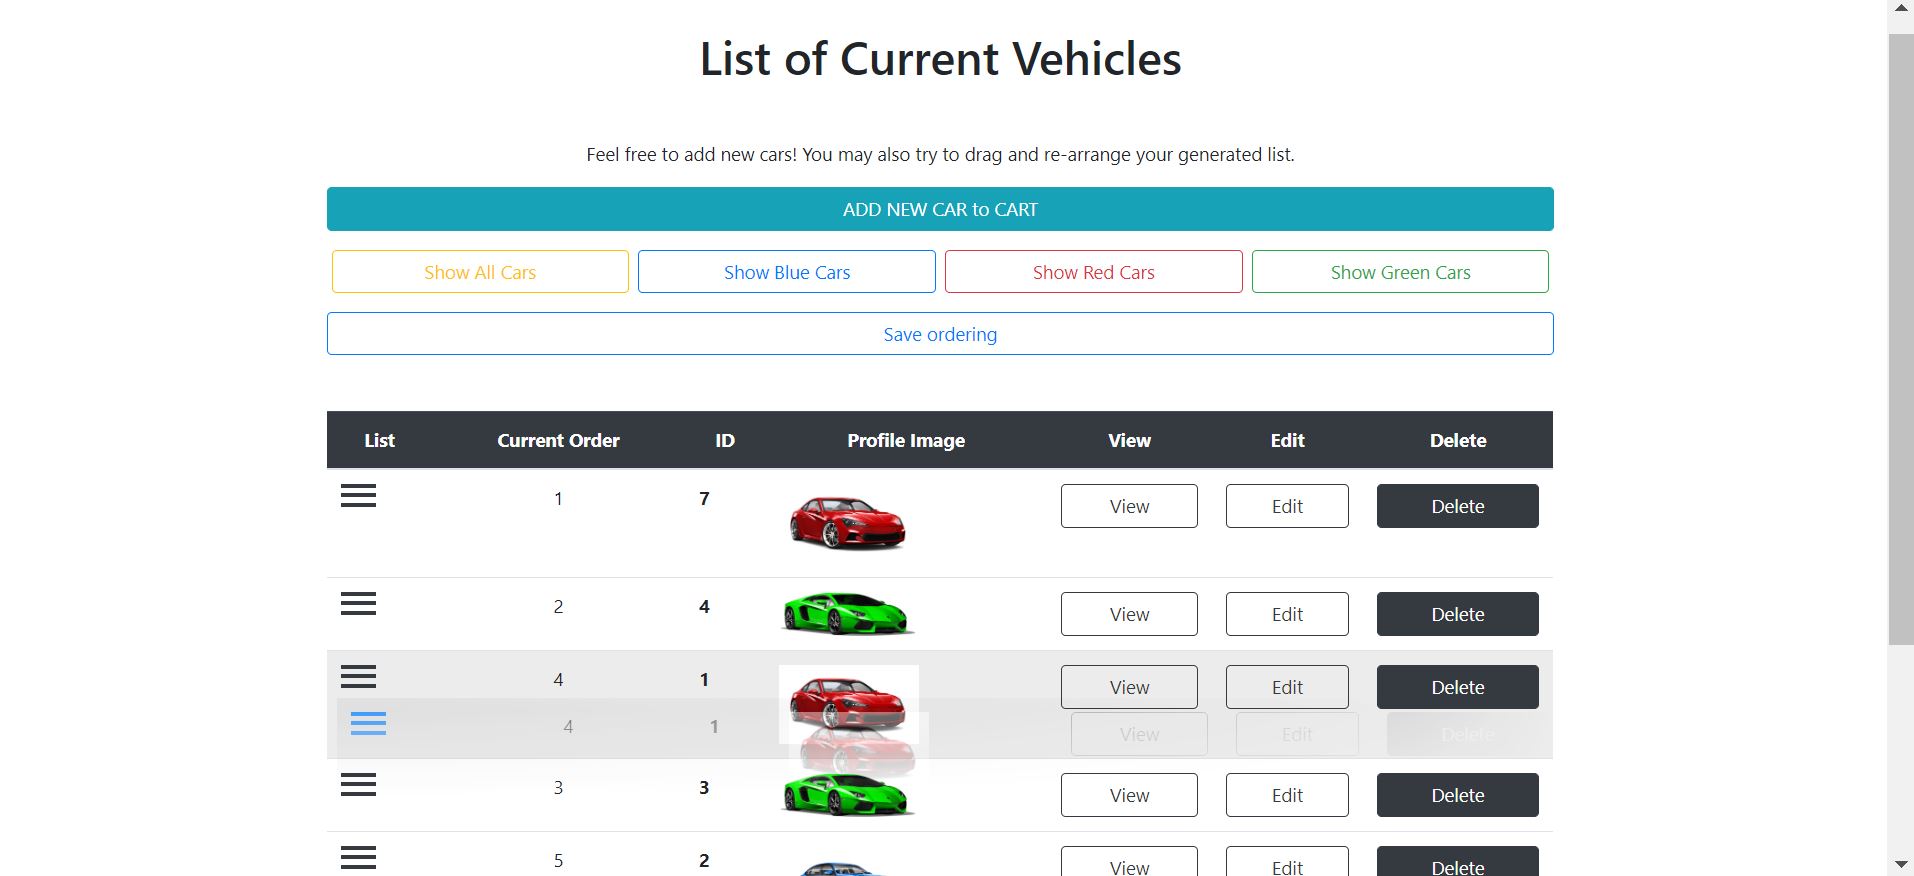 List of Current Vehicles
Feel free to add new cars! You may also try to drag and re-arrange your generated list.
ADD NEW CAR to CART
Show All Cars Show Blue Cars Show Red Cars Show Green Cars
Save ordering
List Current Order ID Profile Image View Edit Delete
1 7 View Edit Delete
2 4 View Edit Delete
4 1 View Edit Delete
4 1 View Edit Delete
3 3 View Edit Delete
5 2 View Edit Delete